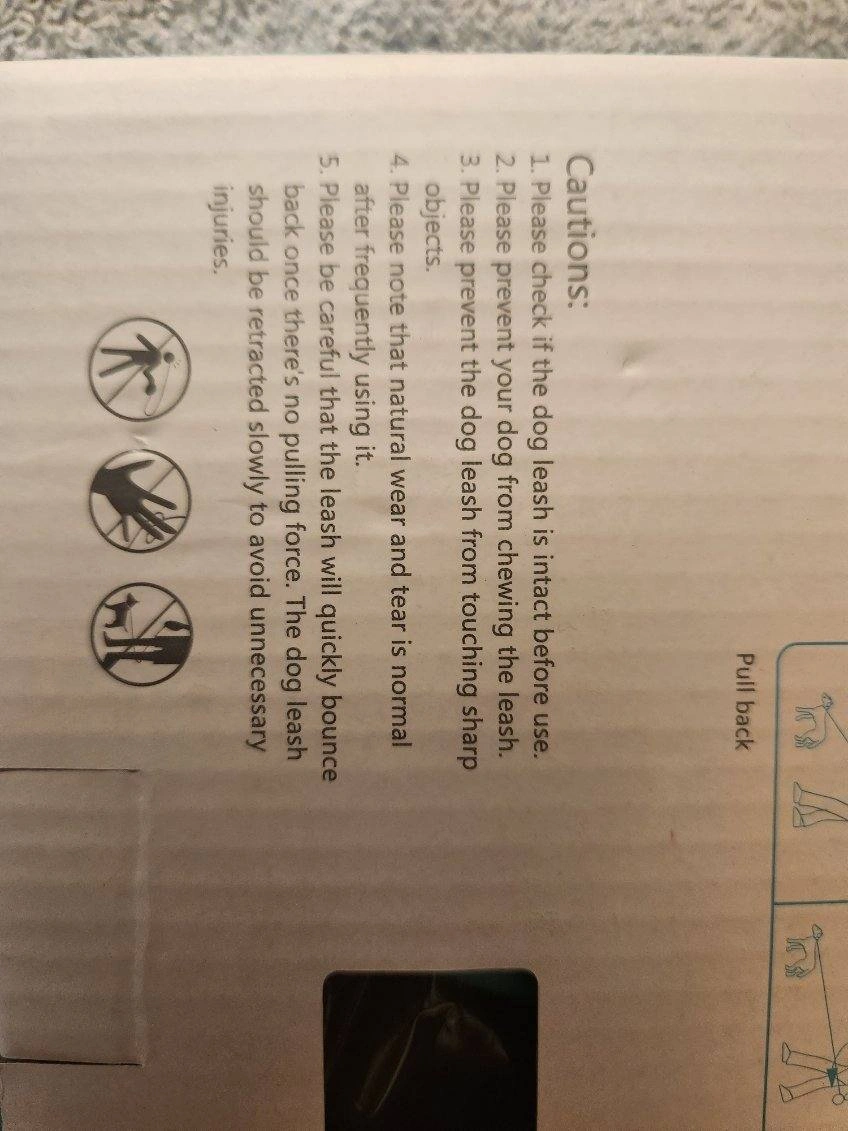 Pull back
Cautions:
1. Please check if the dog leash is intact before use.
2. Please prevent your dog from chewing the leash.
3. Please prevent the dog leash from touching sharp
objects.
4. Please note that natural wear and tear is normal
after frequently using it.
5. Please be careful that the leash will quickly bounce
back once there's no pulling force. The dog leash
should be retracted slowly to avoid unnecessary
injuries.